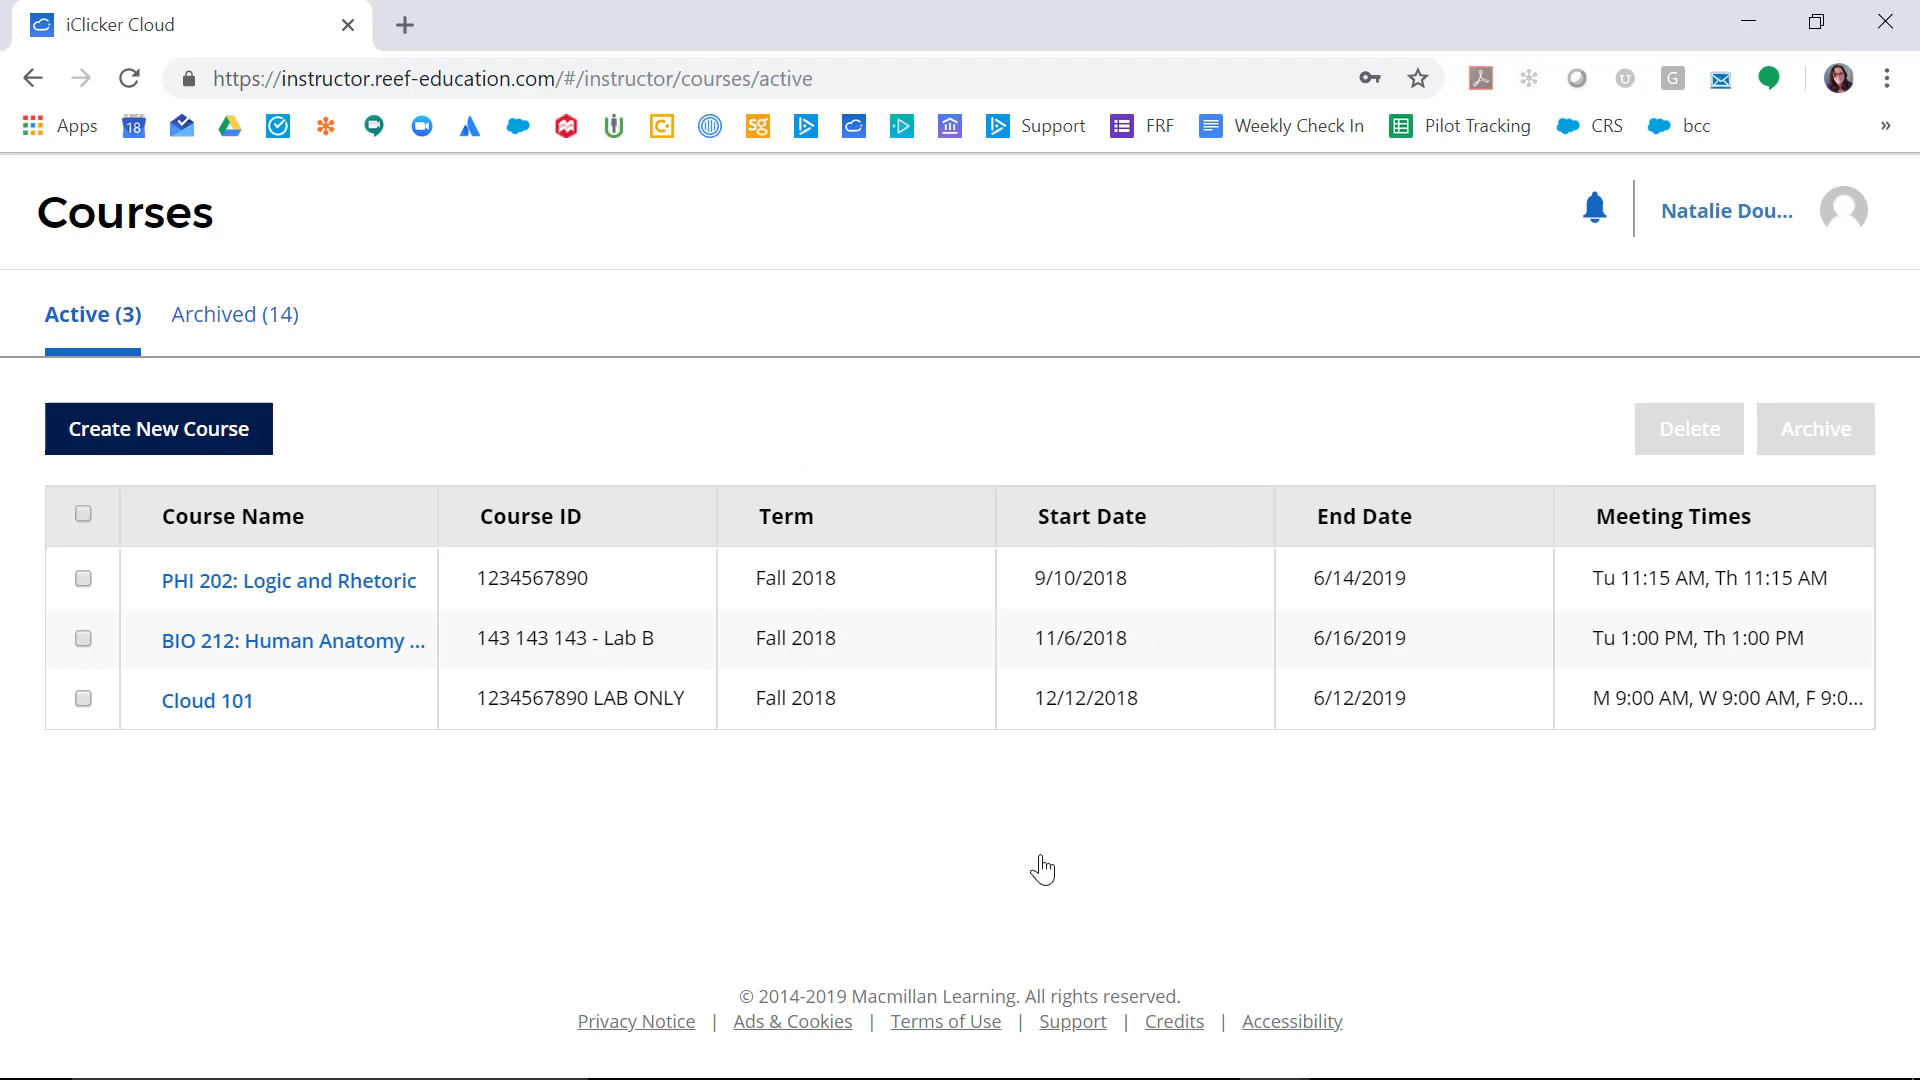 iClicker Cloud
https://instructor.reef-education.com/#/instructor/courses/active
Apps 18 sg Support FRF Weekly Check In Pilot Tracking CRS bcc »
Courses
Natalie Dou...
Active (3) Archived (14)
Create New Course Delete Archive
Course Name Course ID Term Start Date End Date Meeting Times
PHI 202: Logic and Rhetoric 1234567890 Fall 2018 9/10/2018 6/14/2019 Tu 11:15 AM, Th 11:15 AM
BIO 212: Human Anatomy ... 143 143 143 - Lab B Fall 2018 11/6/2018 6/16/2019 Tu 1:00 PM, Th 1:00 PM
Cloud 101 1234567890 LAB ONLY Fall 2018 12/12/2018 6/12/2019 M 9:00 AM, W 9:00 AM, F 9:0...
© 2014-2019 Macmillan Learning. All rights reserved.
Privacy Notice | Ads & Cookies | Terms of Use | Support | Credits | Accessibility